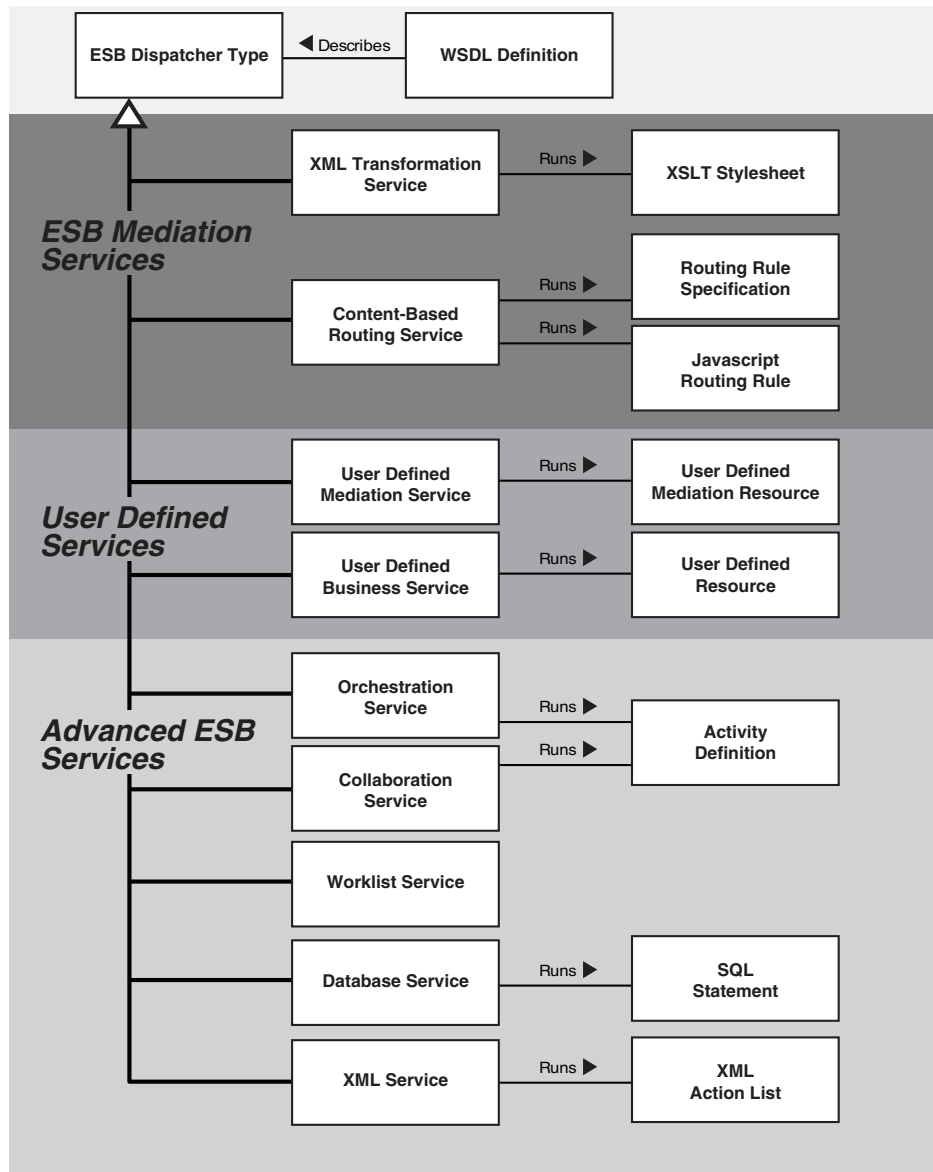 ESB Dispatcher Type
Describes
WSDL Definition
XML Transformation
Service
Runs
XSLT Stylesheet
ESB Mediation
Services
Content-Based
Routing Service
Runs
Routing Rule
Specification
Runs
Javascript
Routing Rule
User Defined
Services
User Defined
Mediation Service
Runs
User Defined
Mediation Resource
User Defined
Business Service
Runs
User Defined
Resource
Advanced ESB
Services
Orchestration
Service
Runs
Collaboration
Service
Runs
Activity
Definition
Worklist Service
Database Service
Runs
SQL
Statement
XML Service
Runs
XML
Action List